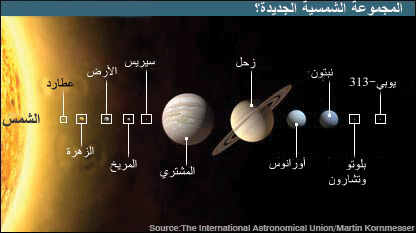 المجموعة الشمسية الجديدة؟
الشمس
عطارد
الزهرة
الأرض
المريخ
سيريس
المشتري
زحل
أورانوس
نبتون
بلوتو
وتشارون
يوبي-313
Source:The International Astronomical Union/Martin Kornmesser